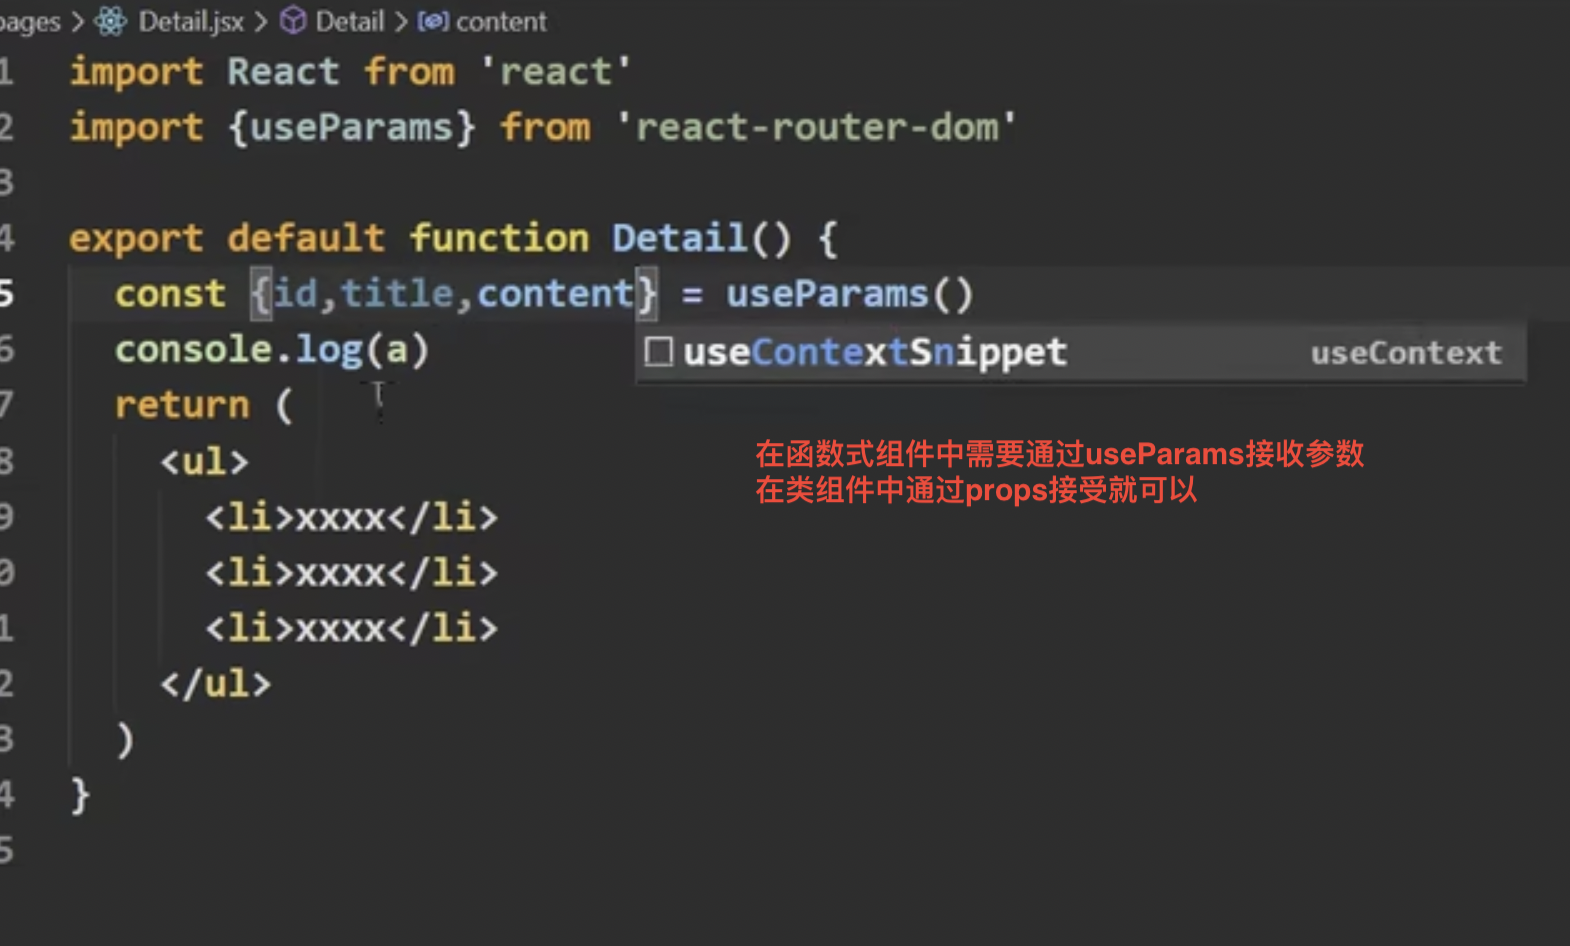 pages > Detail.jsx > Detail > content
1 import React from 'react'
2 import {useParams} from 'react-router-dom'
3
4 export default function Detail() {
5 const {id,title,content} = useParams()
useContextSnippet useContext
6 console.log(a)
7 return (
8 <ul>
9 <li>xxxx</li>
0 <li>xxxx</li>
1 <li>xxxx</li>
2 </ul>
3 )
4 }
5
在函数式组件中需要通过useParams接收参数
在类组件中通过props接受就可以